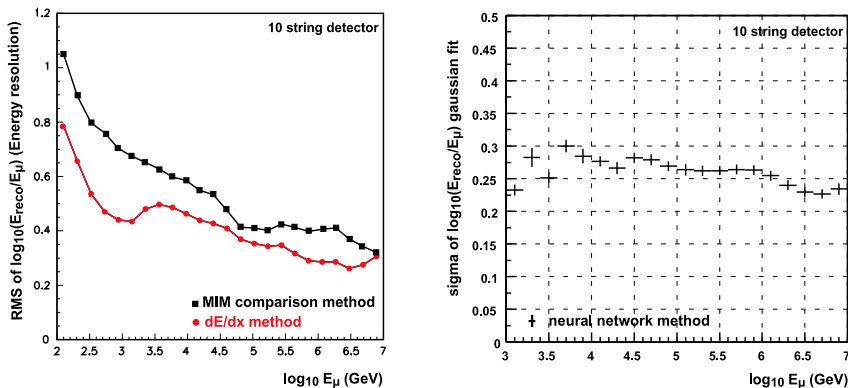 10 string detector
RMS of log10(Ereco/Eμ) (Energy resolution)
1.2
1
0.8
0.6
0.4
0.2
0
MIM comparison method
dE/dx method
2 2.5 3 3.5 4 4.5 5 5.5 6 6.5 7
log10 Eμ (GeV)
10 string detector
sigma of log10(Ereco/Eμ) gaussian fit
0.5
0.45
0.4
0.35
0.3
0.25
0.2
0.15
0.1
0.05
0
neural network method
3 3.5 4 4.5 5 5.5 6 6.5 7
log10 Eμ (GeV)